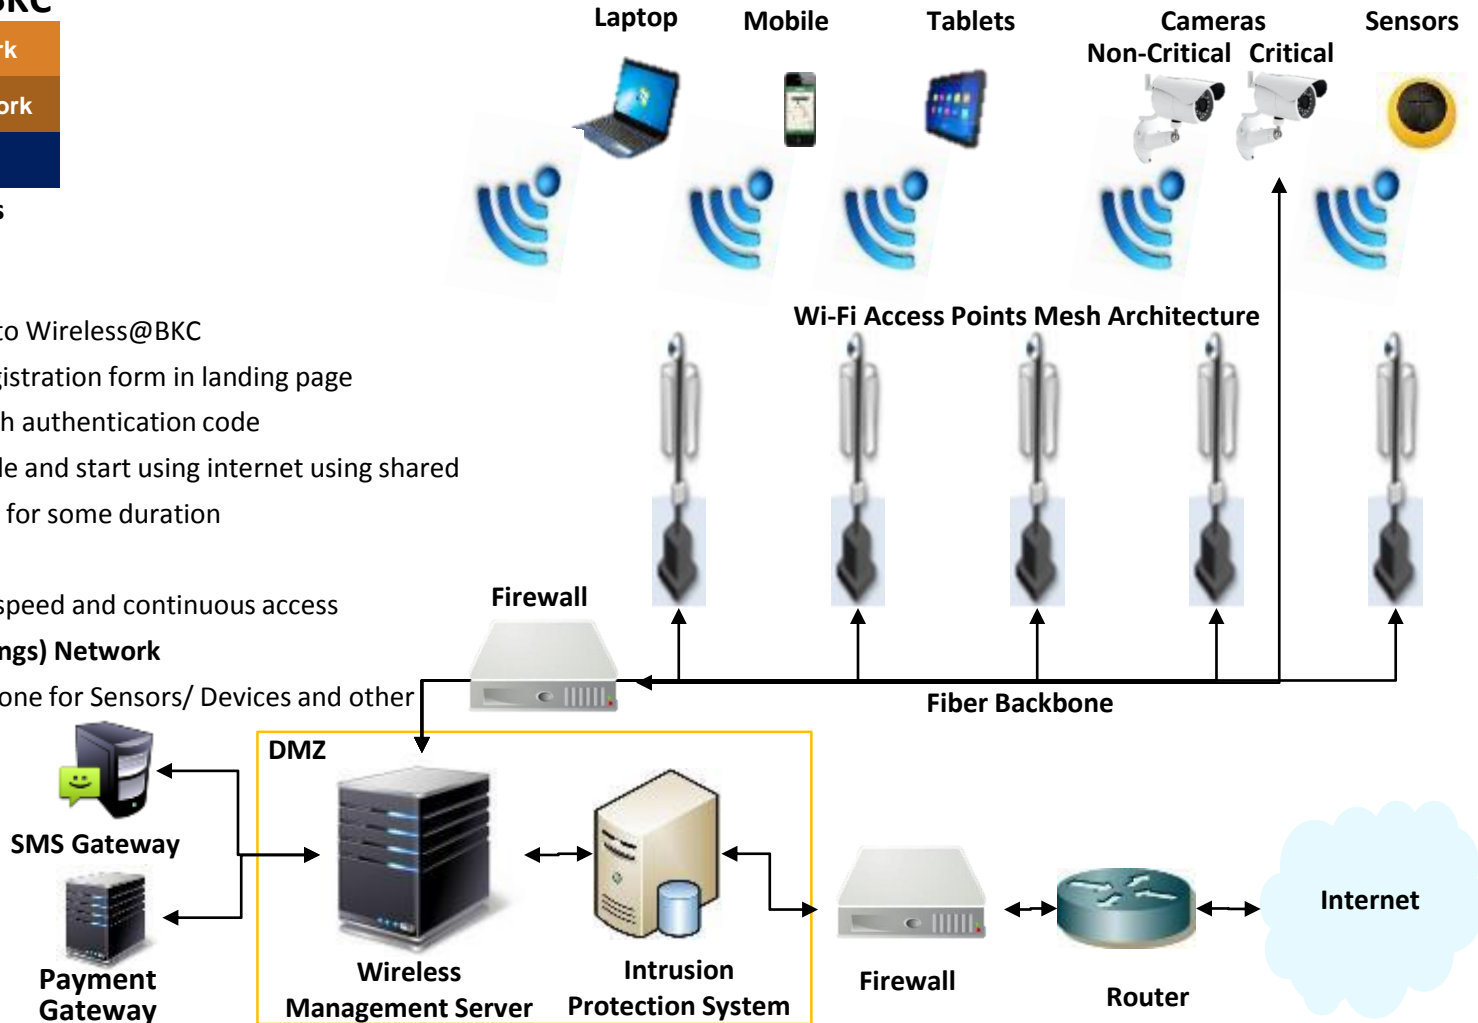 BKC
rk
ork
s
to Wireless@BKC
gistration form in landing page
h authentication code
le and start using internet using shared
for some duration
speed and continuous access
ngs) Network
one for Sensors/ Devices and other
Laptop
Mobile
Tablets
Cameras
Non-Critical Critical
Sensors
Wi-Fi Access Points Mesh Architecture
Firewall
Fiber Backbone
DMZ
SMS Gateway
Payment
Gateway
Wireless
Management Server
Intrusion
Protection System
Firewall
Router
Internet